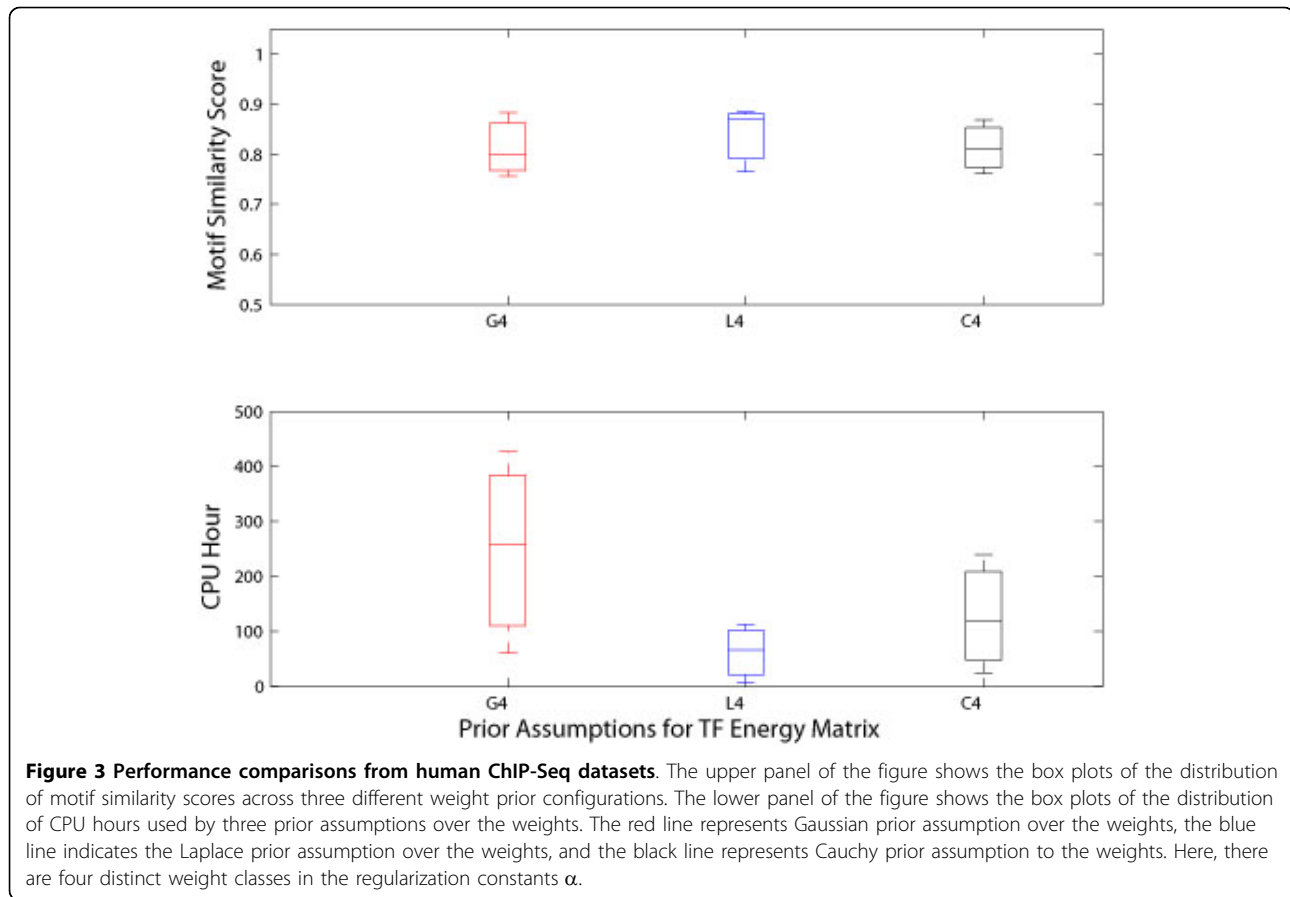 Motif Similarity Score
1
0.9
0.8
0.7
0.6
0.5
G4
L4
C4
CPU Hour
500
400
300
200
100
0
G4
L4
C4
Prior Assumptions for TF Energy Matrix
Figure 3 Performance comparisons from human ChIP-Seq datasets. The upper panel of the figure shows the box plots of the distribution
of motif similarity scores across three different weight prior configurations. The lower panel of the figure shows the box plots of the distribution
of CPU hours used by three prior assumptions over the weights. The red line represents Gaussian prior assumption over the weights, the blue
line indicates the Laplace prior assumption over the weights, and the black line represents Cauchy prior assumption to the weights. Here, there
are four distinct weight classes in the regularization constants α.